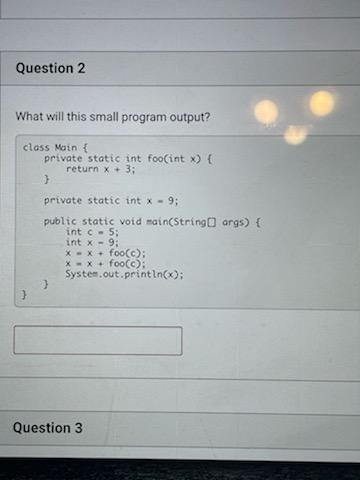 Question 2
What will this small program output?
class Main {
private static int foo(int x) {
return x + 3;
}
private static int x = 9;
public static void main(String[] args) {
int c = 5;
int x = 9;
x = x + foo(c);
x = x + foo(c);
System.out.println(x);
}
}
Question 3